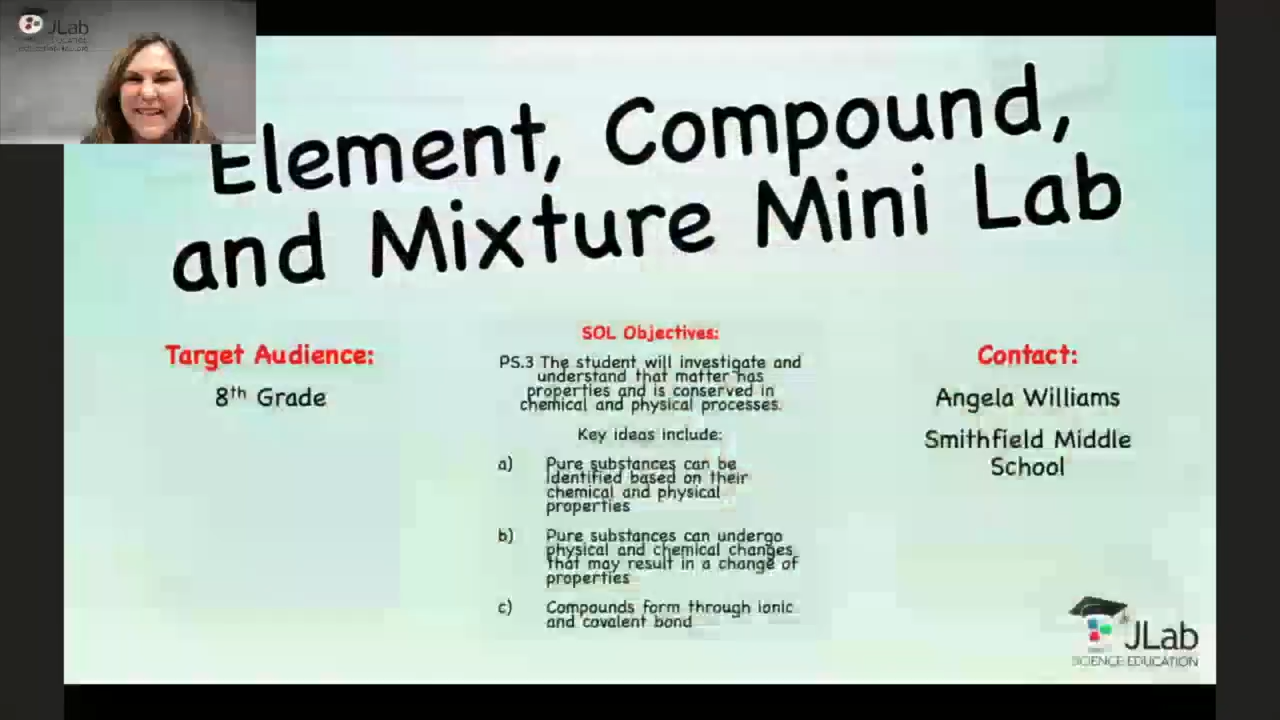 JLab
Element, Compound,
and Mixture Mini Lab
Target Audience:
8th Grade
SOL Objectives:
PS.3 The student will investigate and
understand that matter has
properties and is conserved in
chemical and physical processes.
Key ideas include:
a) Pure substances can be
identified based on their
chemical and physical
properties
b) Pure substances can undergo
physical and chemical changes
that may result in a change of
properties
c) Compounds form through ionic
and covalent bond
Contact:
Angela Williams
Smithfield Middle
School
JLab
SCIENCE EDUCATION